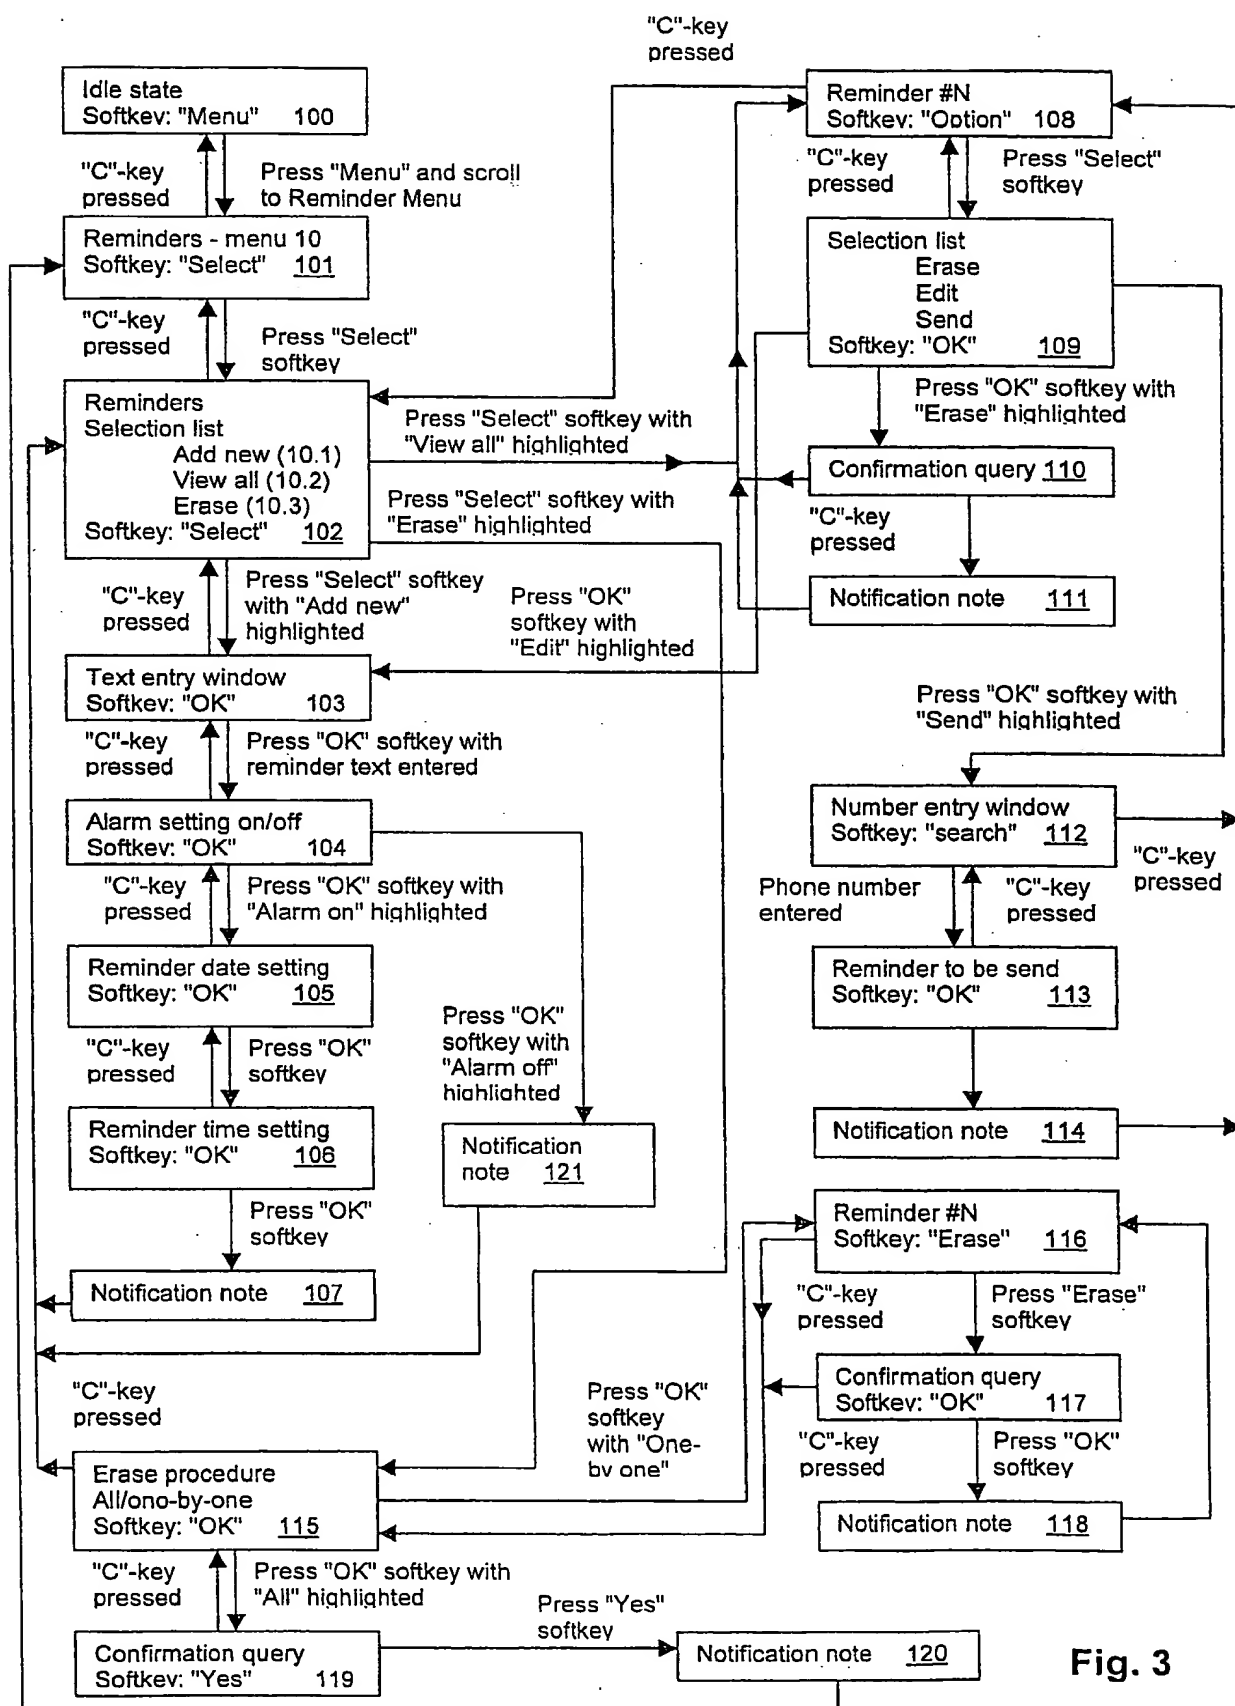 "C"-key
pressed
Idle state
Softkey: "Menu" 100
"C"-key
pressed
Press "Menu" and scroll
to Reminder Menu
Reminders - menu 10
Softkey: "Select" 101
"C"-key
pressed
Press "Select"
softkey
Reminders
Selection list
Add new (10.1)
View all (10.2)
Erase (10.3)
Softkey: "Select" 102
Press "Select" softkey with
"View all" highlighted
Press "Select" softkey with
"Erase" highlighted
"C"-key
pressed
Press "Select" softkey
with "Add new"
highlighted
Press "OK"
softkey with
"Edit" highlighted
Text entry window
Softkey: "OK" 103
"C"-key
pressed
Press "OK" softkey with
reminder text entered
Alarm setting on/off
Softkey: "OK" 104
"C"-key
pressed
Press "OK" softkey with
"Alarm on" highlighted
Reminder date setting
Softkey: "OK" 105
"C"-key
pressed
Press "OK"
softkey
Press "OK"
softkey with
"Alarm off"
highlighted
Reminder time setting
Softkey: "OK" 106
Notification
note 121
Press "OK"
softkey
Notification note 107
"C"-key
pressed
Erase procedure
All/ono-by-one
Softkey: "OK" 115
"C"-key
pressed
Press "OK" softkey with
"All" highlighted
Confirmation query
Softkey: "Yes" 119
Press "Yes"
softkey
Notification note 120
Reminder #N
Softkey: "Option" 108
"C"-key
pressed
Press "Select"
softkey
Selection list
Erase
Edit
Send
Softkey: "OK" 109
Press "OK" softkey with
"Erase" highlighted
Confirmation query 110
"C"-key
pressed
Notification note 111
Press "OK" softkey with
"Send" highlighted
Number entry window
Softkey: "search" 112
"C"-key
pressed
Phone number
entered
"C"-key
pressed
Reminder to be send
Softkey: "OK" 113
Notification note 114
Reminder #N
Softkey: "Erase" 116
"C"-key
pressed
Press "Erase"
softkey
Confirmation query
Softkey: "OK" 117
Press "OK"
softkey
with "One-
by one"
"C"-key
pressed
Press "OK"
softkey
Notification note 118
Fig. 3